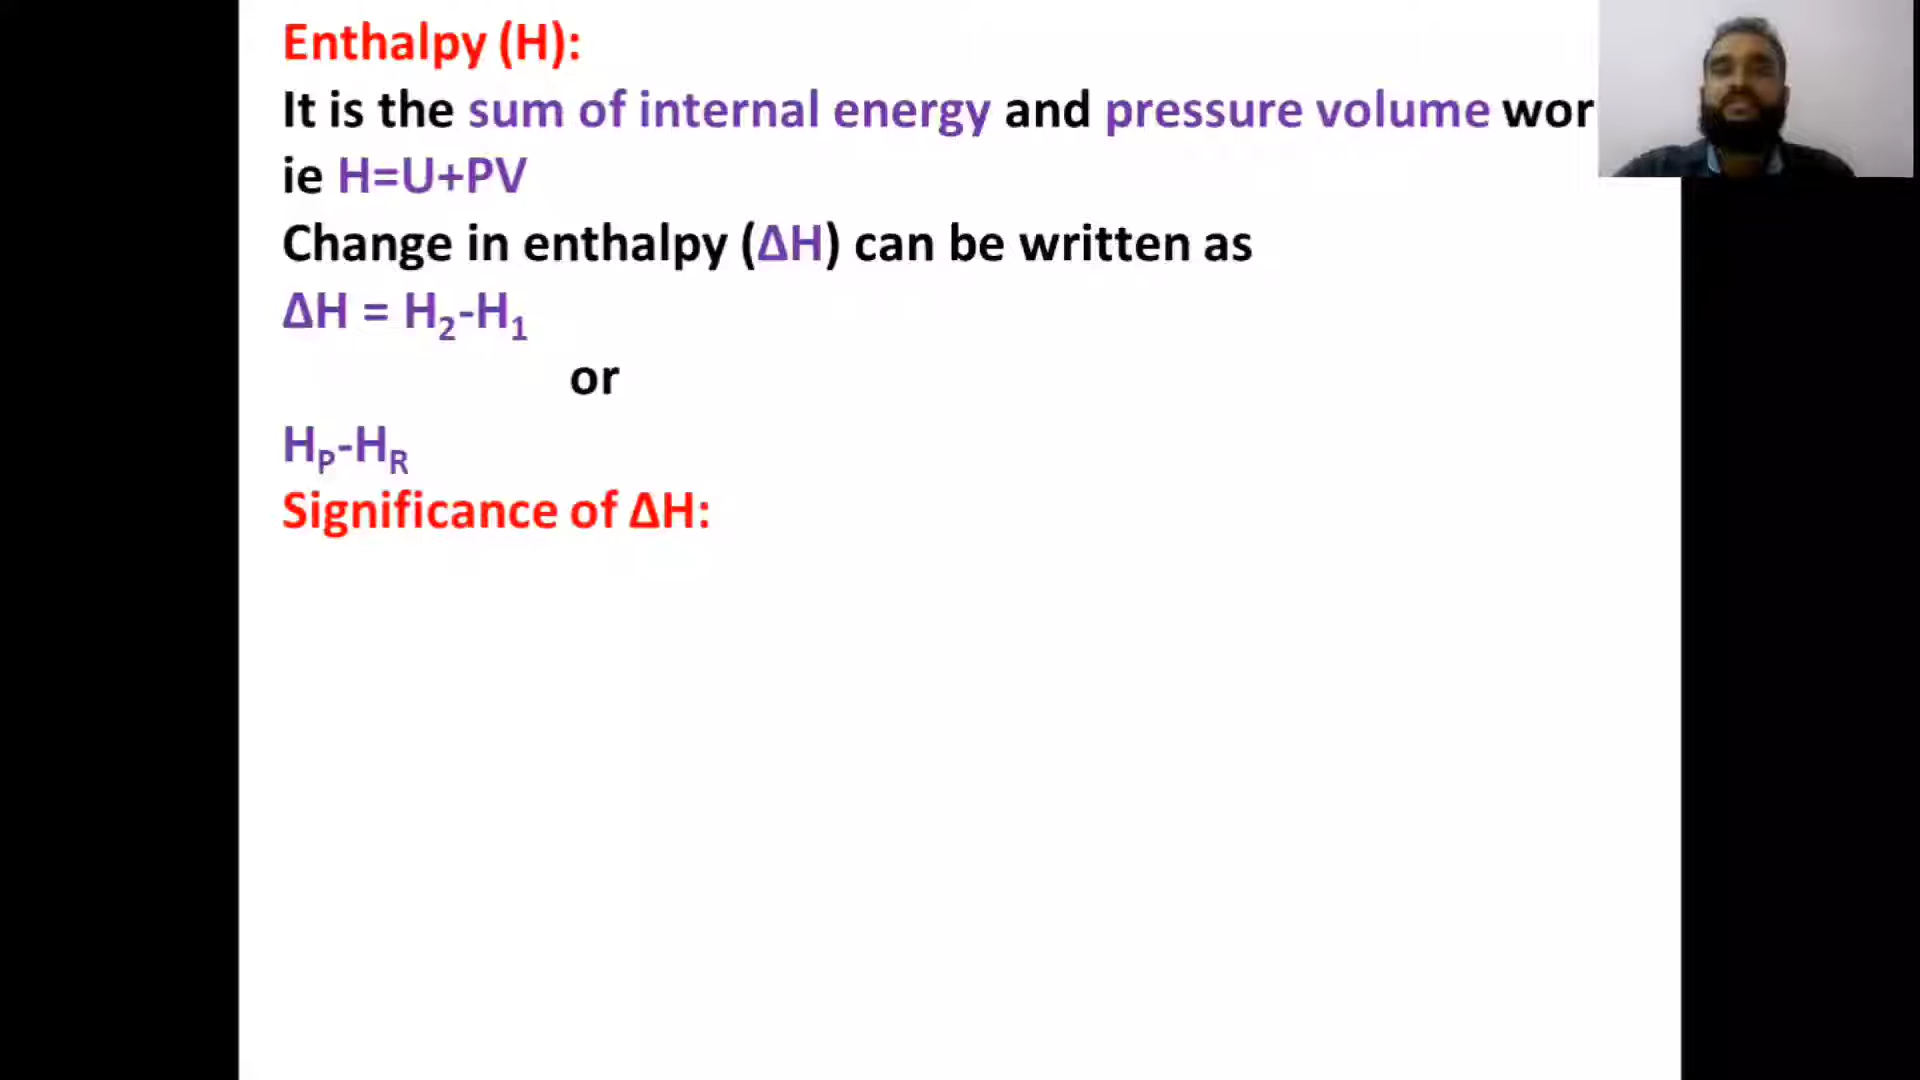 Enthalpy (H):
It is the sum of internal energy and pressure volume wor
ie H=U+PV
Change in enthalpy (ΔH) can be written as
ΔH = H₂-H₁
or
Hₚ-Hᵣ
Significance of ΔH: